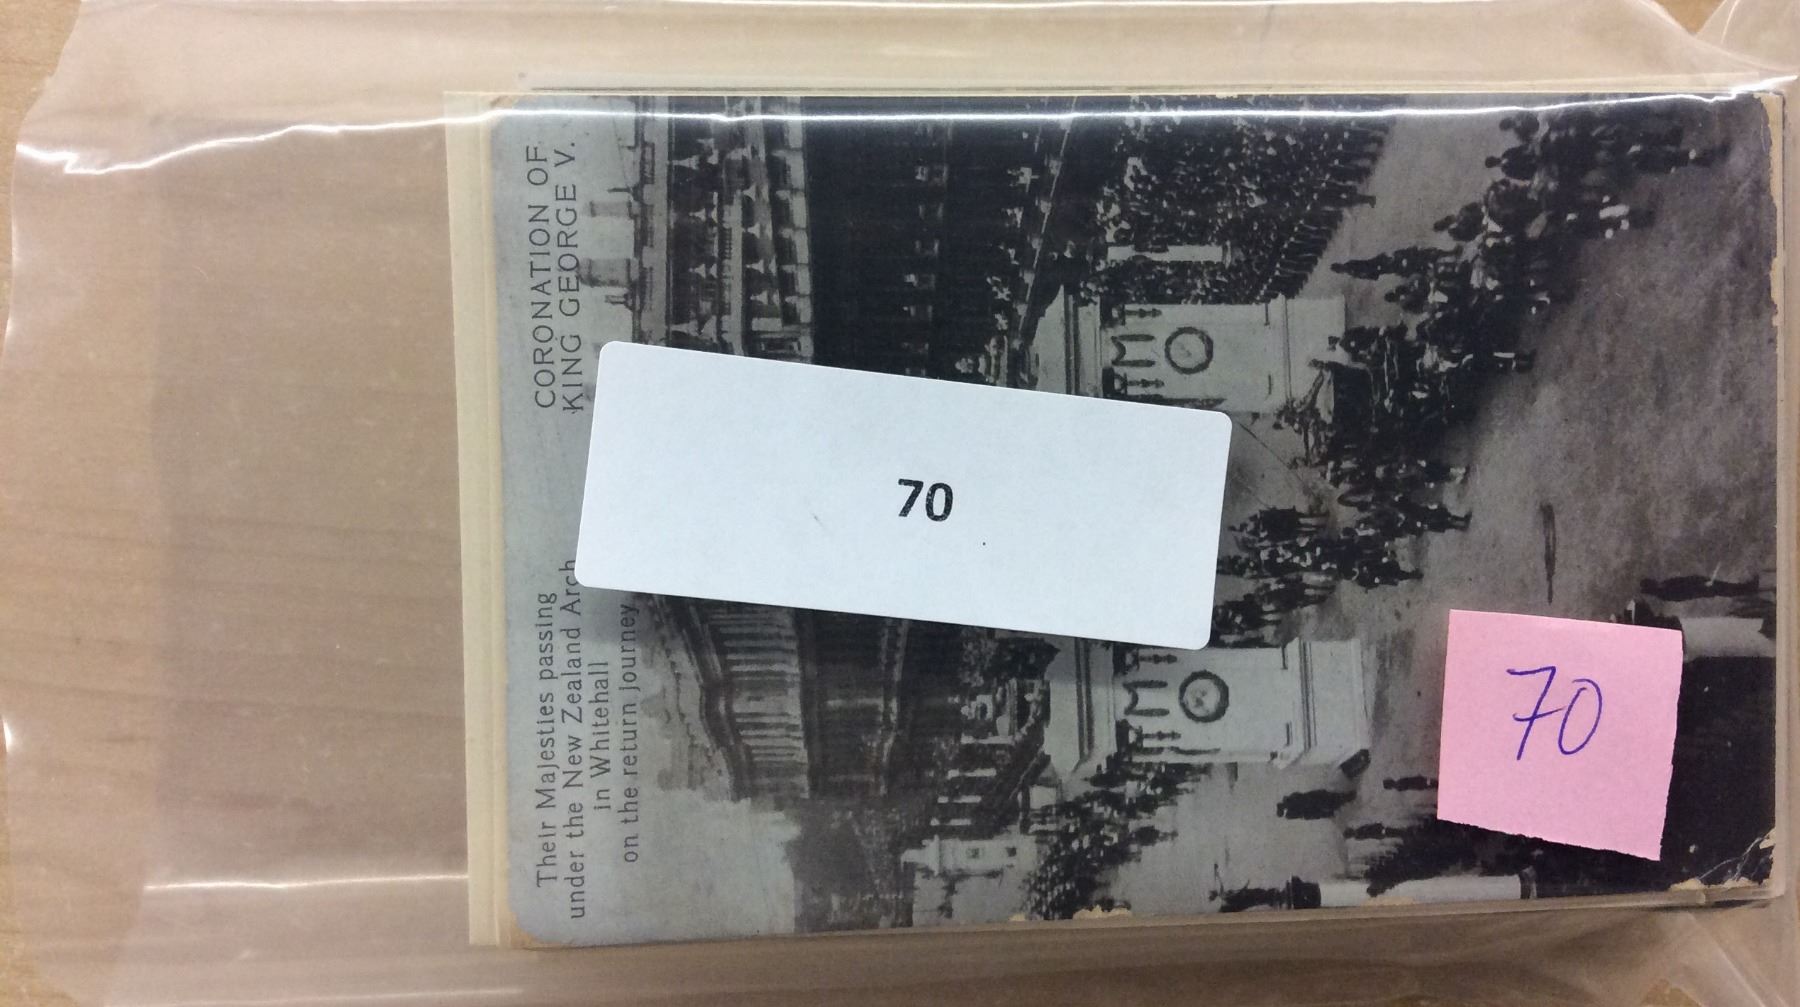 Their Majesties passing
under the New Zealand Arch
in Whitehall
on the return journey
CORONATION OF
KING GEORGE V.
70
70